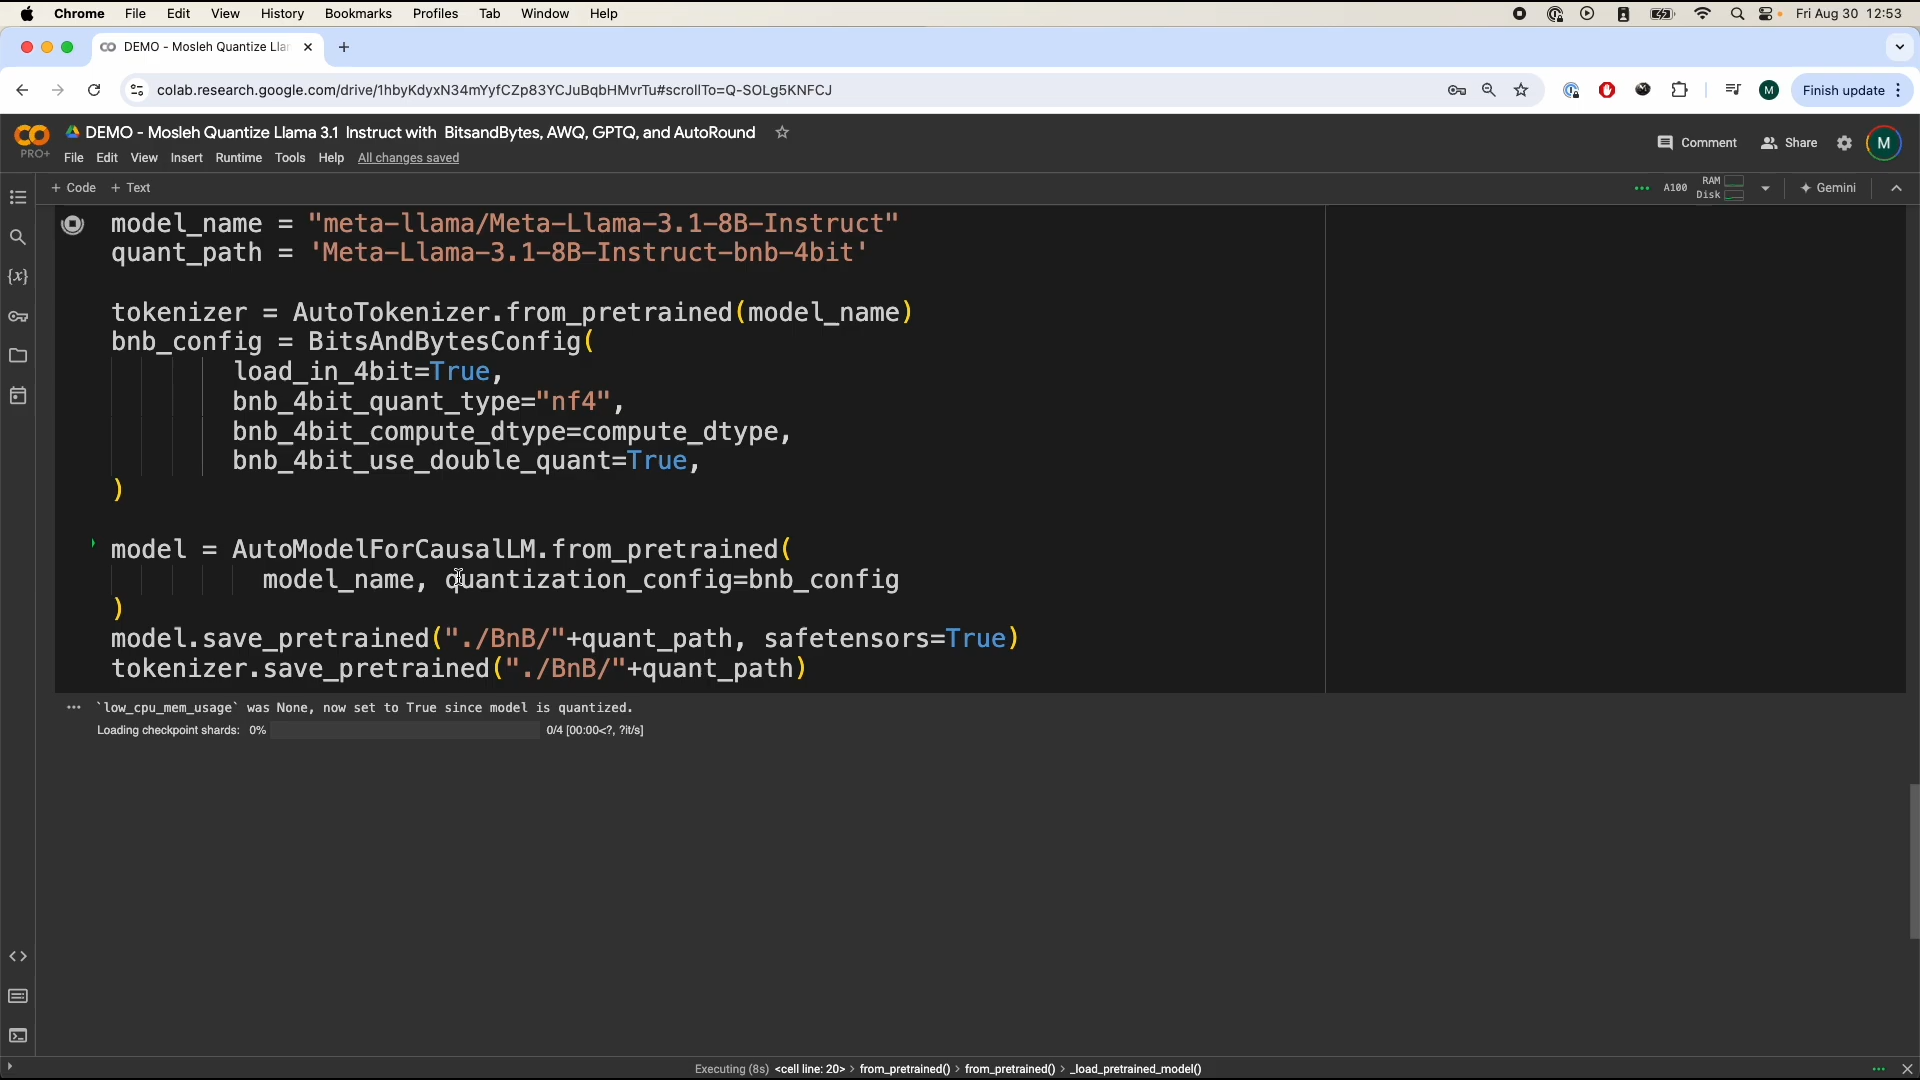 Chrome File Edit View History Bookmarks Profiles Tab Window Help Fri Aug 30 12:53
DEMO - Mosleh Quantize Llar
colab.research.google.com/drive/1hbyKdyxN34mYyfCZp83YCJuBqbHMvrTu#scrollTo=Q-SOLg5KNFCJ M Finish update
DEMO - Mosleh Quantize Llama 3.1 Instruct with BitsandBytes, AWQ, GPTQ, and AutoRound
PRO+ File Edit View Insert Runtime Tools Help All changes saved Comment Share M
+ Code + Text A100 RAM Disk Gemini
model_name = "meta-llama/Meta-Llama-3.1-8B-Instruct"
quant_path = 'Meta-Llama-3.1-8B-Instruct-bnb-4bit'
tokenizer = AutoTokenizer.from_pretrained(model_name)
bnb_config = BitsAndBytesConfig(
load_in_4bit=True,
bnb_4bit_quant_type="nf4",
bnb_4bit_compute_dtype=compute_dtype,
bnb_4bit_use_double_quant=True,
)
model = AutoModelForCausalLM.from_pretrained(
model_name, quantization_config=bnb_config
)
model.save_pretrained("./BnB/"+quant_path, safetensors=True)
tokenizer.save_pretrained("./BnB/"+quant_path)
`low_cpu_mem_usage` was None, now set to True since model is quantized.
Loading checkpoint shards: 0% 0/4 [00:00<?, ?it/s]
Executing (8s) <cell line: 20> > from_pretrained() > from_pretrained() > _load_pretrained_model()